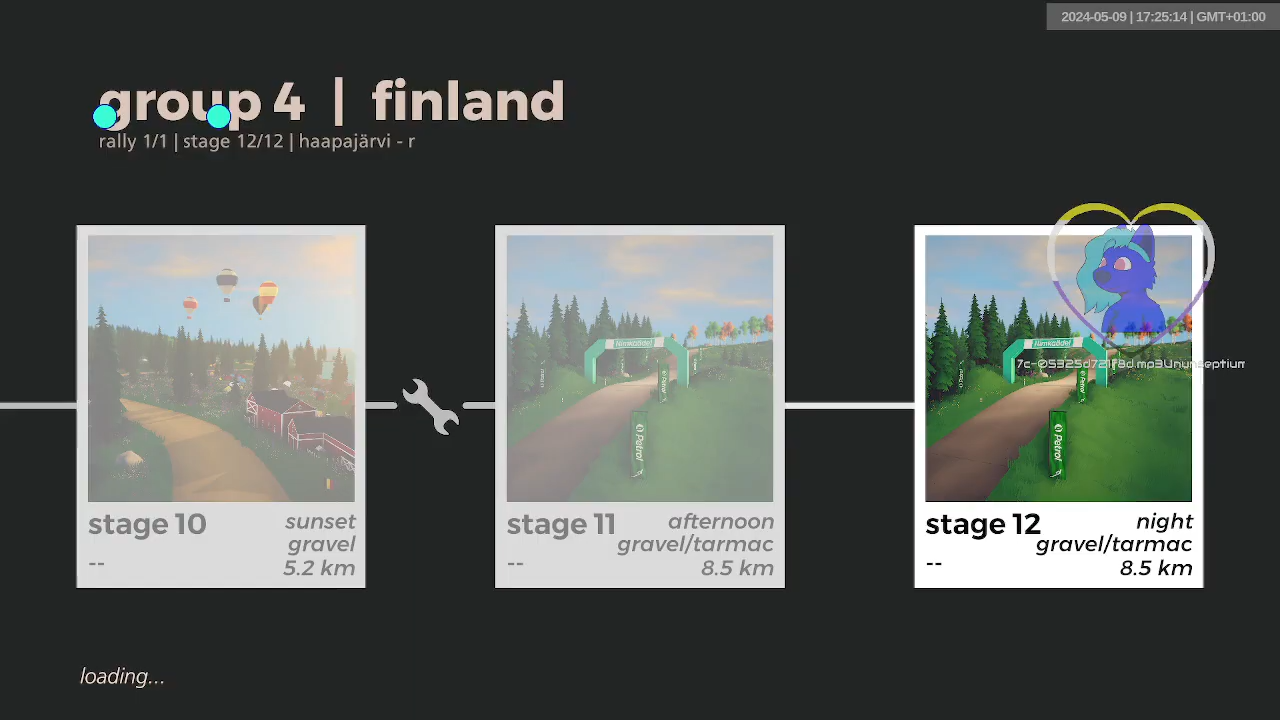 2024-05-09 | 17:25:14 | GMT+01:00
group 4 | finland
rally 1/1 | stage 12/12 | haapajärvi - r
Petrol
Petrol
stage 10
sunset
gravel
--
5.2 km
stage 11
afternoon
gravel/tarmac
--
8.5 km
stage 12
night
gravel/tarmac
--
8.5 km
loading...